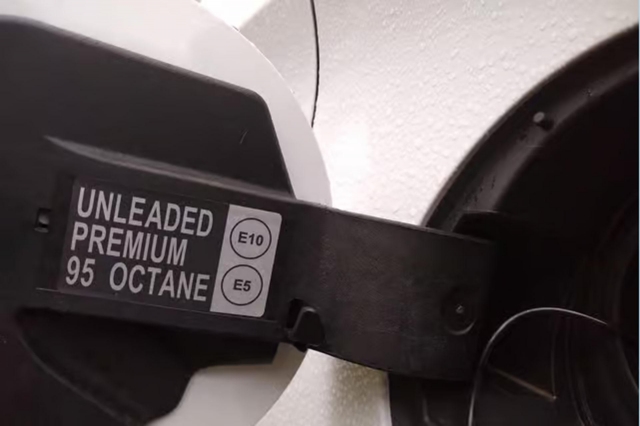 UNLEADED
PREMIUM
95 OCTANE
E10
E5